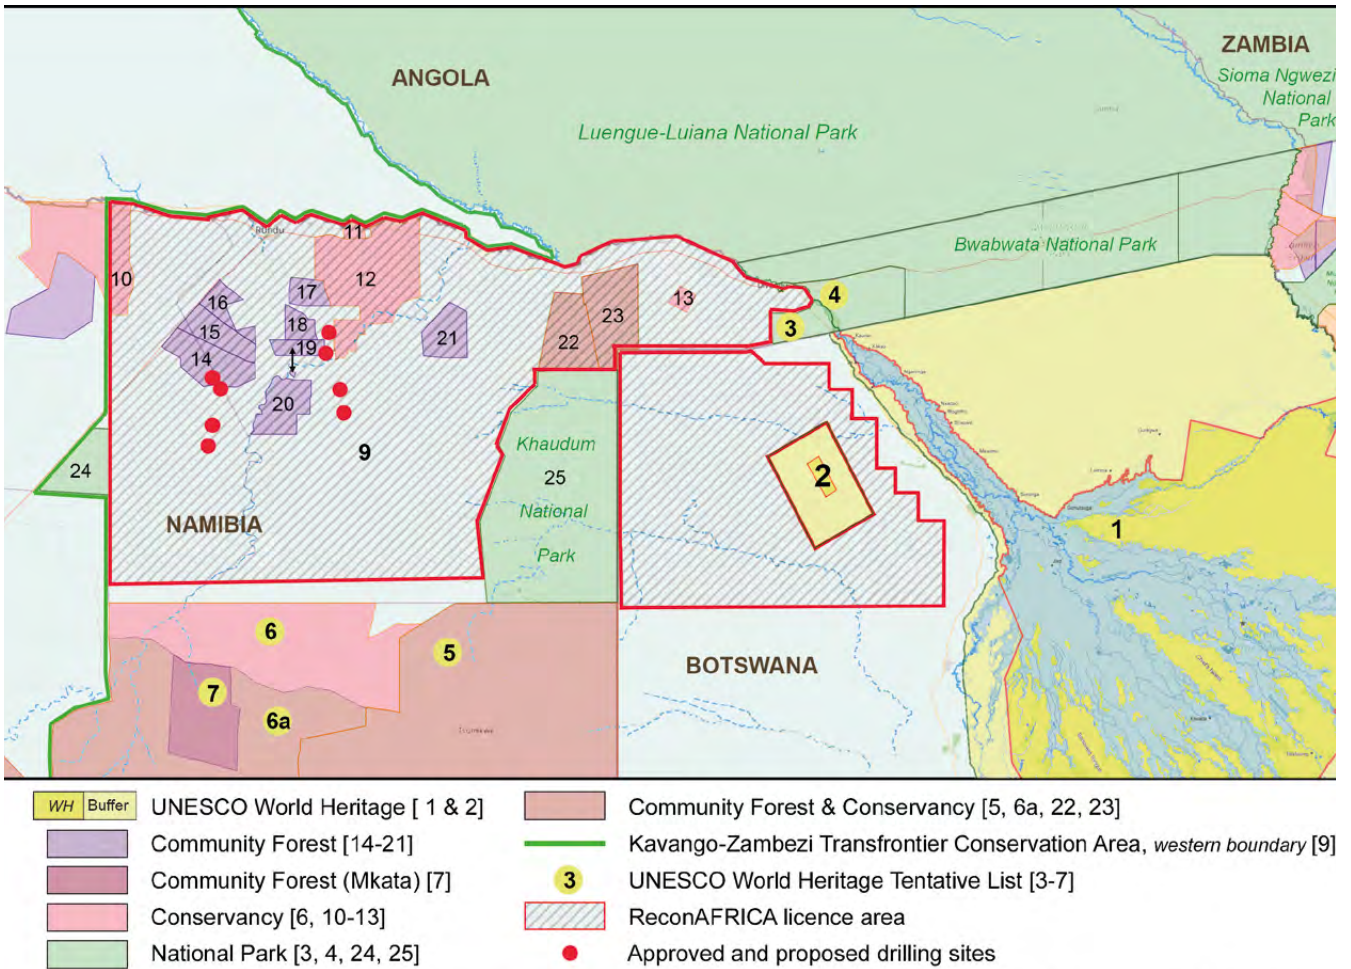 ZAMBIA
Sioma Ngwezi
National
Park
ANGOLA
Luengue-Luiana National Park
Bwabwata National Park
Rundu
11
10
12
16
17
15
18
19
14
21
20
22
23
13
4
3
9
24
Khaudum
25
National
Park
2
1
NAMIBIA
BOTSWANA
6
5
7
6a
WH Buffer UNESCO World Heritage [ 1 & 2]
Community Forest [14-21]
Community Forest (Mkata) [7]
Conservancy [6, 10-13]
National Park [3, 4, 24, 25]
Community Forest & Conservancy [5, 6a, 22, 23]
Kavango-Zambezi Transfrontier Conservation Area, western boundary [9]
3 UNESCO World Heritage Tentative List [3-7]
ReconAFRICA licence area
Approved and proposed drilling sites